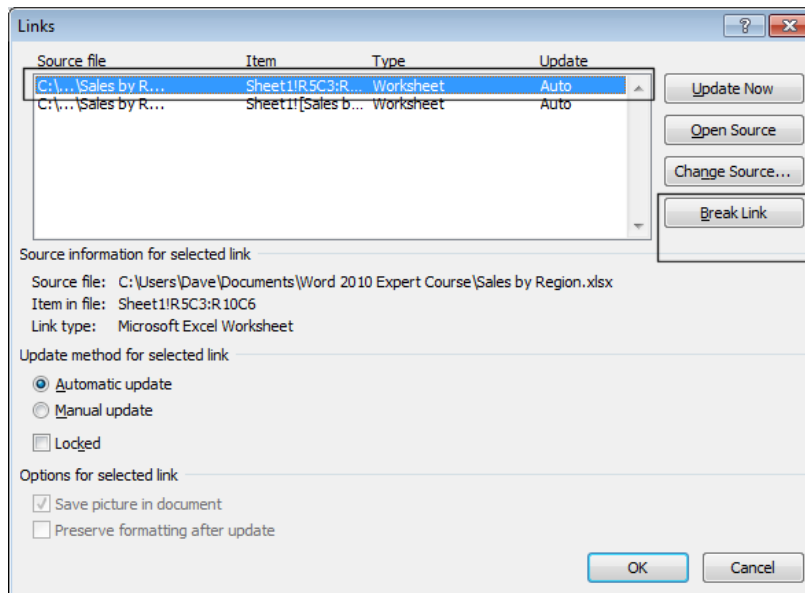 Links
Source file Item Type Update
C:\...\Sales by R... Sheet1!R5C3:R... Worksheet Auto
C:\...\Sales by R... Sheet1![Sales b... Worksheet Auto
Update Now
Open Source
Change Source...
Break Link
Source information for selected link
Source file: C:\Users\Dave\Documents\Word 2010 Expert Course\Sales by Region.xlsx
Item in file: Sheet1!R5C3:R10C6
Link type: Microsoft Excel Worksheet
Update method for selected link
Automatic update
Manual update
Locked
Options for selected link
Save picture in document
Preserve formatting after update
OK Cancel